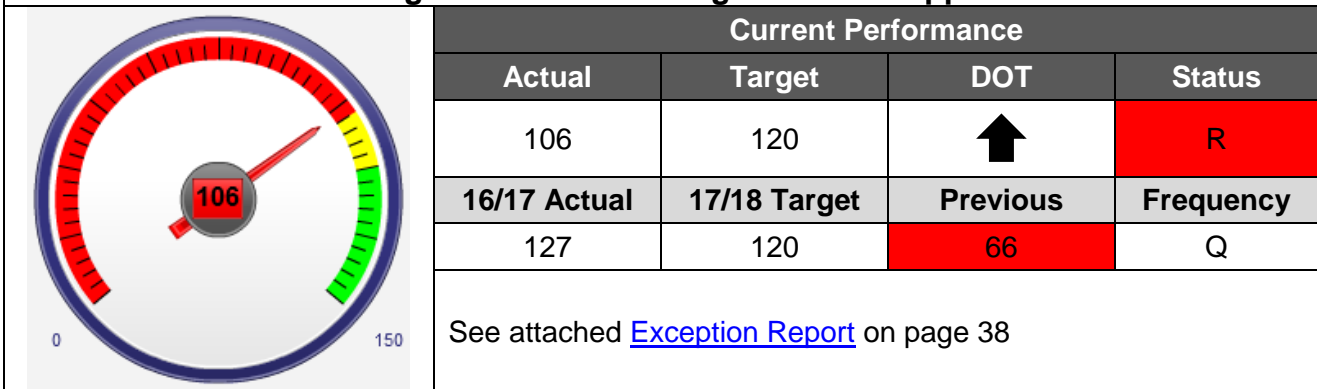 Current Performance
Actual Target DOT Status
106 120 R
16/17 Actual 17/18 Target Previous Frequency
127 120 66 Q
See attached Exception Report on page 38
106
0 150